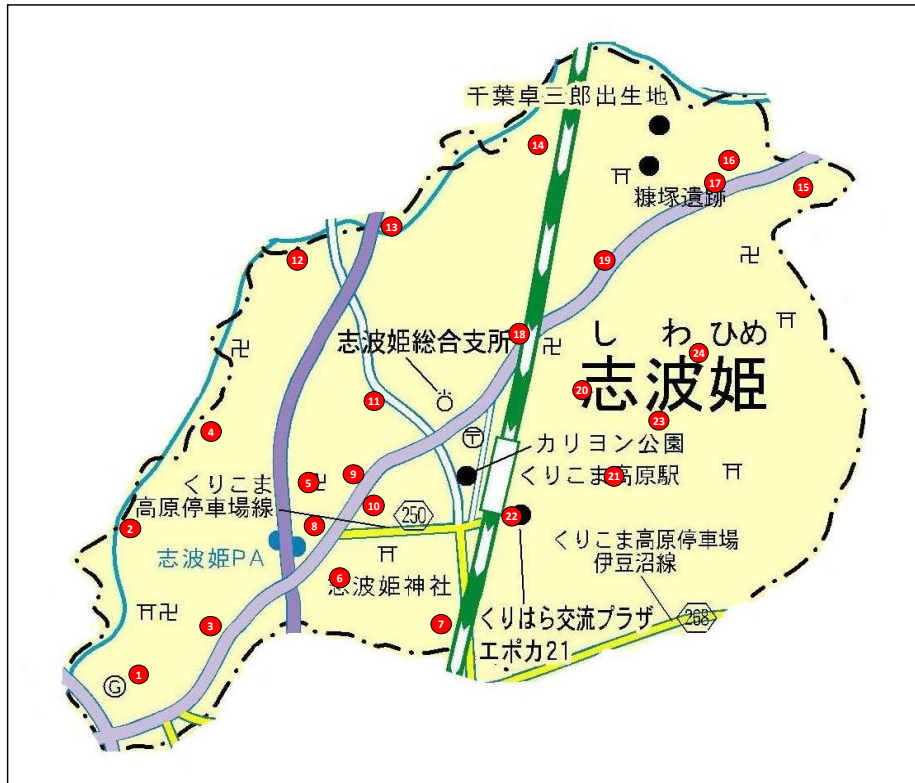 千葉卓三郎出生地
14
16
17
15
糠塚遺跡
13
12
19
18
志波姫総合支所
しわひめ
24
志波姫
20
11
23
4
〒
カリヨン公園
9
5
くりこま
高原停車場線
くりこま高原駅
21
10
250
22
8
2
志波姫PA
くりこま高原停車場
伊豆沼線
6
志波姫神社
3
7
くりはら交流プラザ
エポカ21
268
1
G